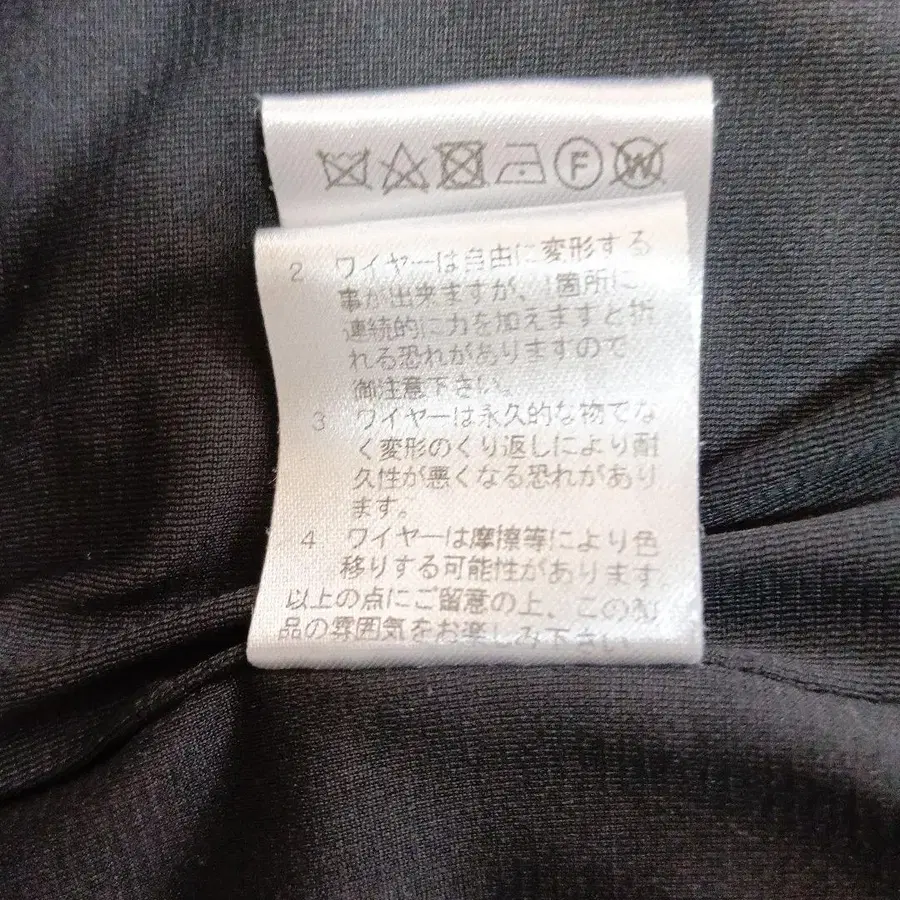 F W
2 ワイヤーは自由に変形する
事が出来ますが、1箇所に
連続的に力を加えますと折
れる恐れがありますので
御注意下さい。
3 ワイヤーは永久的な物でな
く変形のくり返しにより耐
久性が悪くなる恐れがあり
ます。
4 ワイヤーは摩擦等により色
移りする可能性があります
以上の点にご留意の上、この製
品の雰囲気をお楽しみ下さい